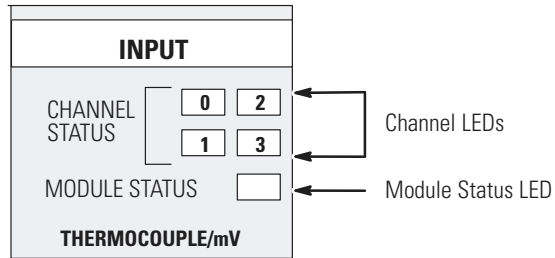 INPUT
CHANNEL
STATUS
0 2
1 3
Channel LEDs
MODULE STATUS
Module Status LED
THERMOCOUPLE/mV